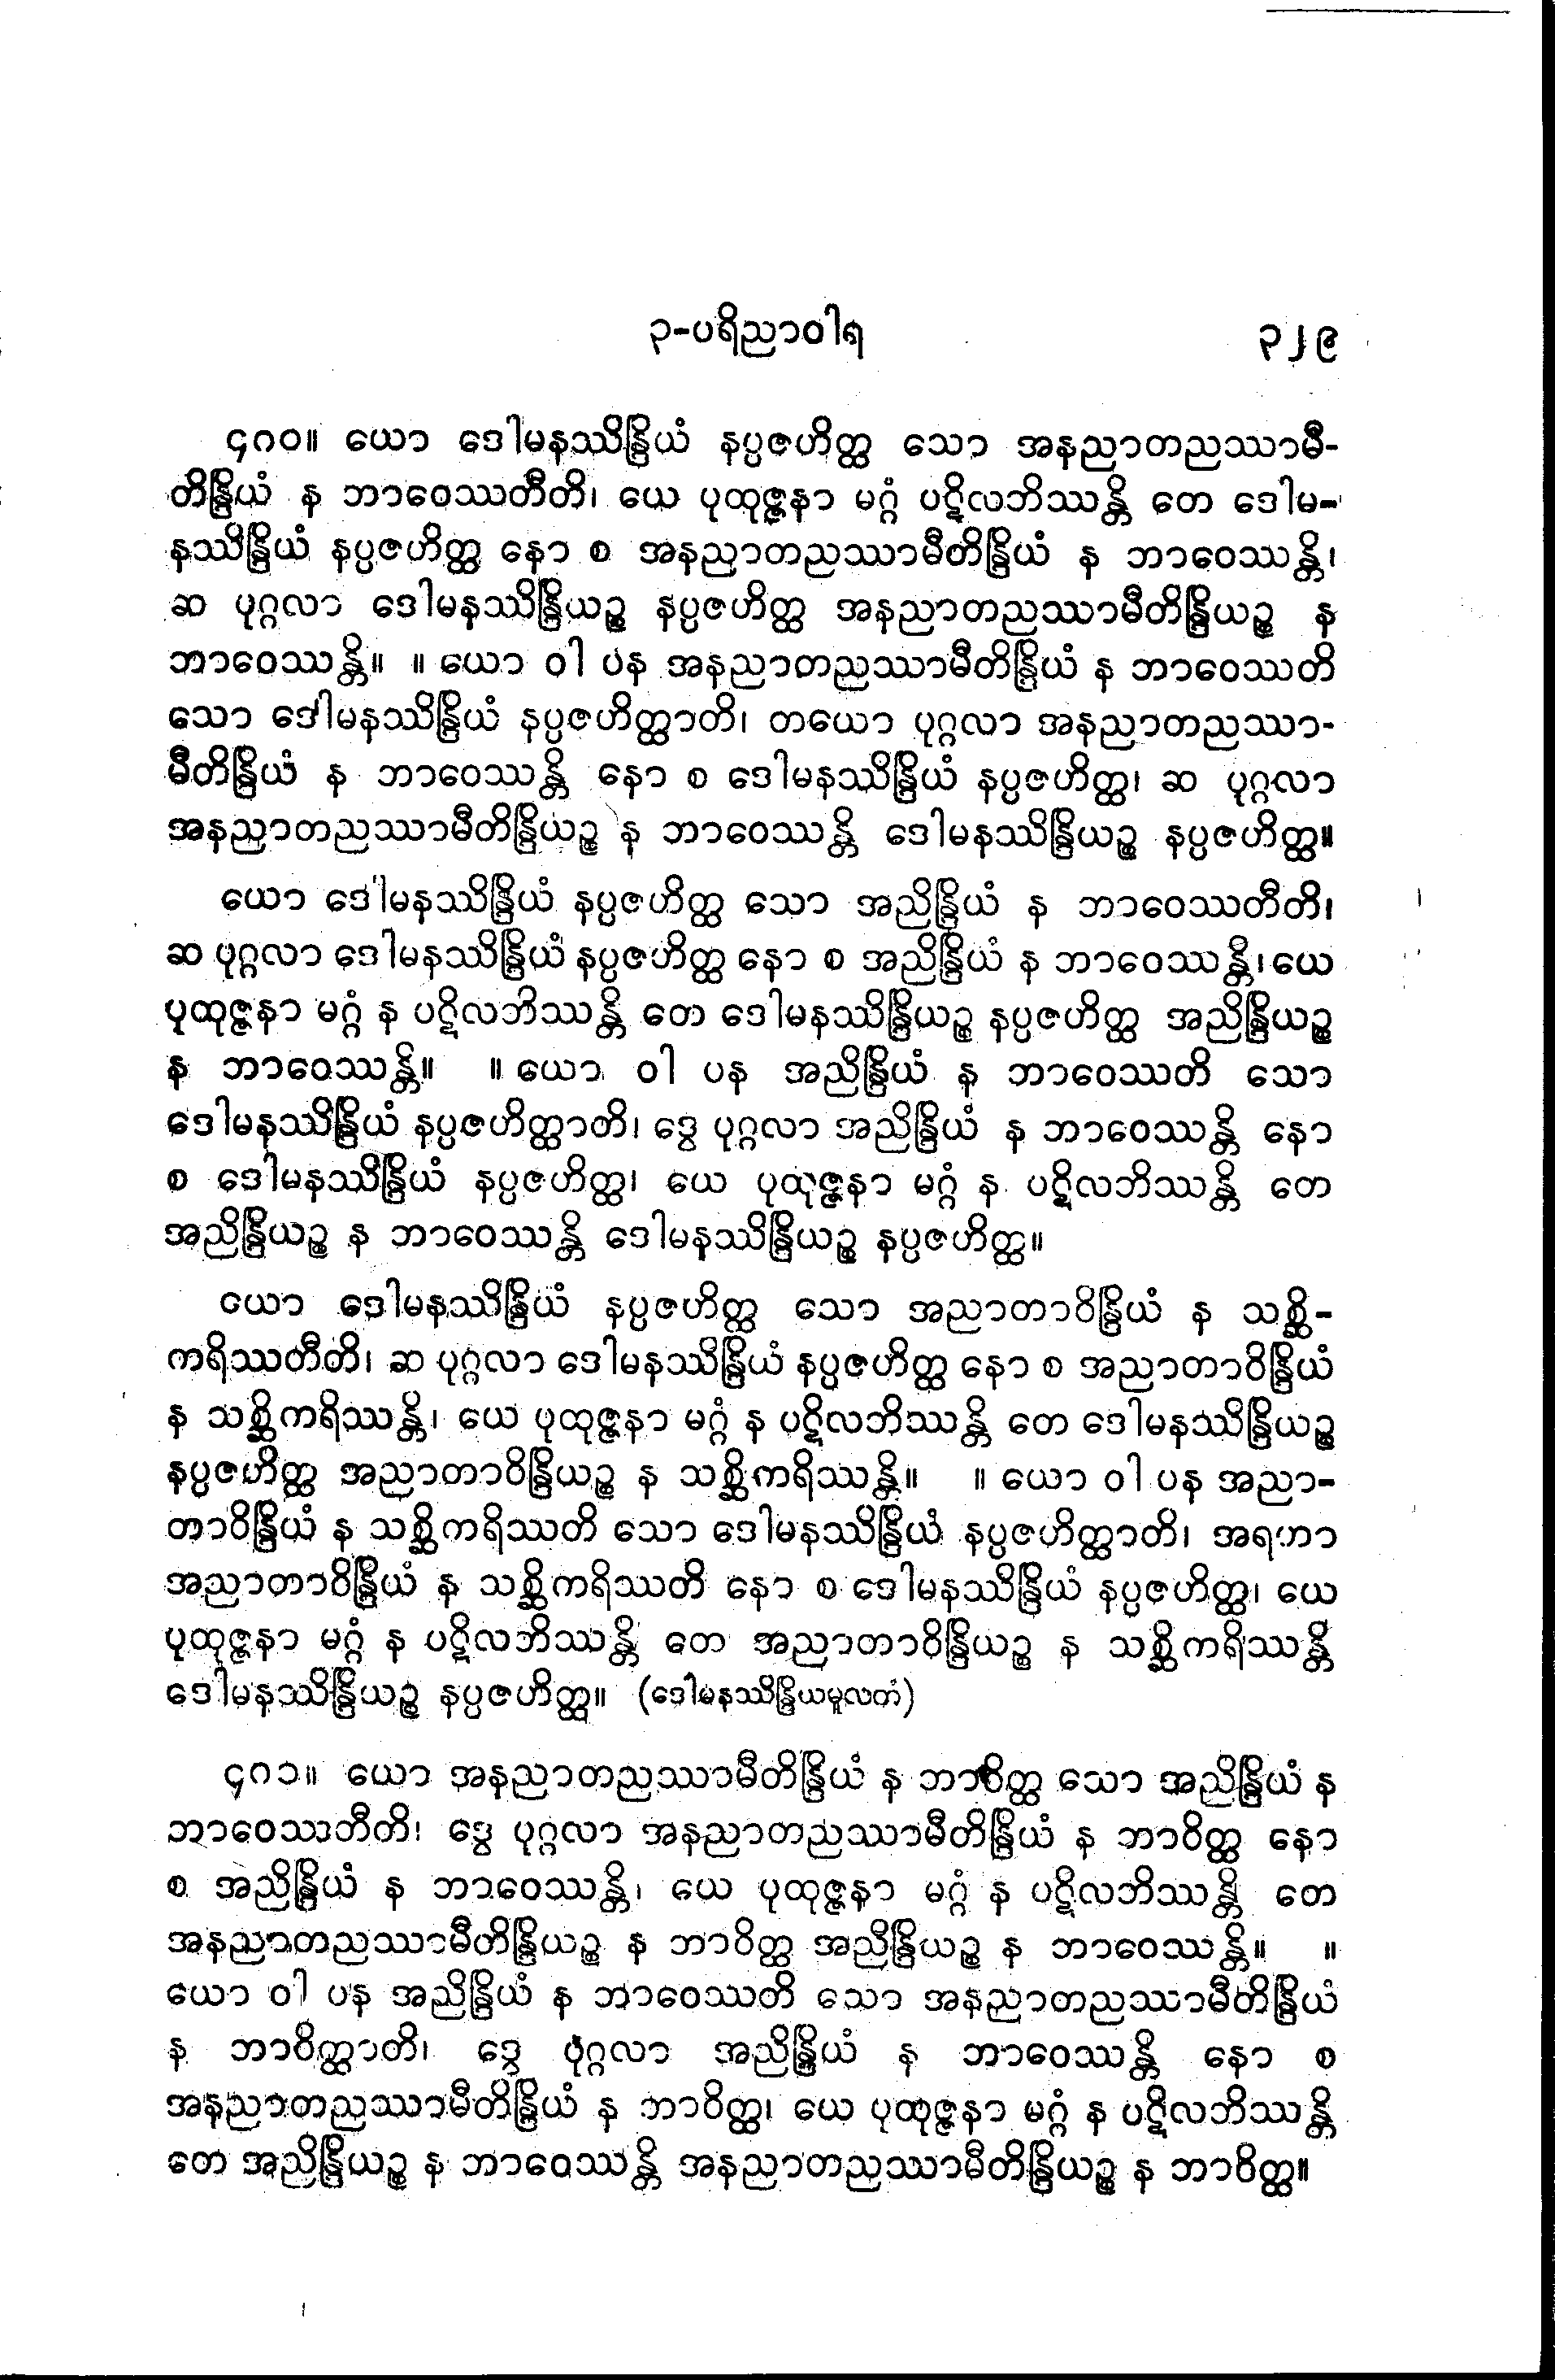 ၃-ပရိညာဝါရ ၃၂၉
၄၈၀။ ယော ဒေါမနဿိန္ဒြိယံ နပ္ပဇဟိတ္ထ သော အနညာတညဿာမီ-
တိန္ဒြိယံ န ဘာဝေဿတီတိ၊ ယေ ပုထုဇ္ဇနာ မဂ္ဂံ ပဋိလဘိဿန္တိ တေ ဒေါမ-
နဿိန္ဒြိယံ နပ္ပဇဟိတ္ထ နော စ အနညာတညဿာမီတိန္ဒြိယံ န ဘာဝေဿန္တိ၊
ဆ ပုဂ္ဂလာ ဒေါမနဿိန္ဒြိယဉ္စ နပ္ပဇဟိတ္ထ အနညာတညဿာမီတိန္ဒြိယဉ္စ န
ဘာဝေဿန္တိ။ ။ ယော ဝါ ပန အနညာတညဿာမီတိန္ဒြိယံ န ဘာဝေဿတိ
သော ဒေါမနဿိန္ဒြိယံ နပ္ပဇဟိတ္ထာတိ၊ တယော ပုဂ္ဂလာ အနညာတညဿာ-
မီတိန္ဒြိယံ န ဘာဝေဿန္တိ နော စ ဒေါမနဿိန္ဒြိယံ နပ္ပဇဟိတ္ထ၊ ဆ ပုဂ္ဂလာ
အနညာတညဿာမီတိန္ဒြိယဉ္စ န ဘာဝေဿန္တိ ဒေါမနဿိန္ဒြိယဉ္စ နပ္ပဇဟိတ္ထ။
ယော ဒေါမနဿိန္ဒြိယံ နပ္ပဇဟိတ္ထ သော အညိန္ဒြိယံ န ဘာဝေဿတီတိ၊
ဆ ပုဂ္ဂလာ ဒေါမနဿိန္ဒြိယံ နပ္ပဇဟိတ္ထ နော စ အညိန္ဒြိယံ န ဘာဝေဿန္တိ၊ ယေ
ပုထုဇ္ဇနာ မဂ္ဂံ န ပဋိလဘိဿန္တိ တေ ဒေါမနဿိန္ဒြိယဉ္စ နပ္ပဇဟိတ္ထ အညိန္ဒြိယဉ္စ
န ဘာဝေဿန္တိ။ ။ ယော ဝါ ပန အညိန္ဒြိယံ န ဘာဝေဿတိ သော
ဒေါမနဿိန္ဒြိယံ နပ္ပဇဟိတ္ထာတိ၊ ဒွေ ပုဂ္ဂလာ အညိန္ဒြိယံ န ဘာဝေဿန္တိ နော
စ ဒေါမနဿိန္ဒြိယံ နပ္ပဇဟိတ္ထ၊ ယေ ပုထုဇ္ဇနာ မဂ္ဂံ န ပဋိလဘိဿန္တိ တေ
အညိန္ဒြိယဉ္စ န ဘာဝေဿန္တိ ဒေါမနဿိန္ဒြိယဉ္စ နပ္ပဇဟိတ္ထ။
ယော ဒေါမနဿိန္ဒြိယံ နပ္ပဇဟိတ္ထ သော အညာတာဝိန္ဒြိယံ န သစ္ဆိ-
ကရိဿတီတိ၊ ဆ ပုဂ္ဂလာ ဒေါမနဿိန္ဒြိယံ နပ္ပဇဟိတ္ထ နော စ အညာတာဝိန္ဒြိယံ
န သစ္ဆိကရိဿန္တိ၊ ယေ ပုထုဇ္ဇနာ မဂ္ဂံ န ပဋိလဘိဿန္တိ တေ ဒေါမနဿိန္ဒြိယဉ္စ
နပ္ပဇဟိတ္ထ အညာတာဝိန္ဒြိယဉ္စ န သစ္ဆိကရိဿန္တိ။ ။ ယော ဝါ ပန အညာ-
တာဝိန္ဒြိယံ န သစ္ဆိကရိဿတိ သော ဒေါမနဿိန္ဒြိယံ နပ္ပဇဟိတ္ထာတိ၊ အရဟာ
အညာတာဝိန္ဒြိယံ န သစ္ဆိကရိဿတိ နော စ ဒေါမနဿိန္ဒြိယံ နပ္ပဇဟိတ္ထ၊ ယေ
ပုထုဇ္ဇနာ မဂ္ဂံ န ပဋိလဘိဿန္တိ တေ အညာတာဝိန္ဒြိယဉ္စ န သစ္ဆိကရိဿန္တိ
ဒေါမနဿိန္ဒြိယဉ္စ နပ္ပဇဟိတ္ထ။ (ဒေါမနဿိန္ဒြိယမူလကံ)
၄၈၁။ ယော အနညာတညဿာမီတိန္ဒြိယံ န ဘာဝိတ္ထ သော အညိန္ဒြိယံ န
ဘာဝေဿတီတိ၊ ဒွေ ပုဂ္ဂလာ အနညာတညဿာမီတိန္ဒြိယံ န ဘာဝိတ္ထ နော
စ အညိန္ဒြိယံ န ဘာဝေဿန္တိ၊ ယေ ပုထုဇ္ဇနာ မဂ္ဂံ န ပဋိလဘိဿန္တိ တေ
အနညာတညဿာမီတိန္ဒြိယဉ္စ န ဘာဝိတ္ထ အညိန္ဒြိယဉ္စ န ဘာဝေဿန္တိ။ ။
ယော ဝါ ပန အညိန္ဒြိယံ န ဘာဝေဿတိ သော အနညာတညဿာမီတိန္ဒြိယံ
န ဘာဝိတ္ထာတိ၊ ဒွေ ပုဂ္ဂလာ အညိန္ဒြိယံ န ဘာဝေဿန္တိ နော စ
အနညာတညဿာမီတိန္ဒြိယံ န ဘာဝိတ္ထ၊ ယေ ပုထုဇ္ဇနာ မဂ္ဂံ န ပဋိလဘိဿန္တိ
တေ အညိန္ဒြိယဉ္စ န ဘာဝေဿန္တိ အနညာတညဿာမီတိန္ဒြိယဉ္စ န ဘာဝိတ္ထ။